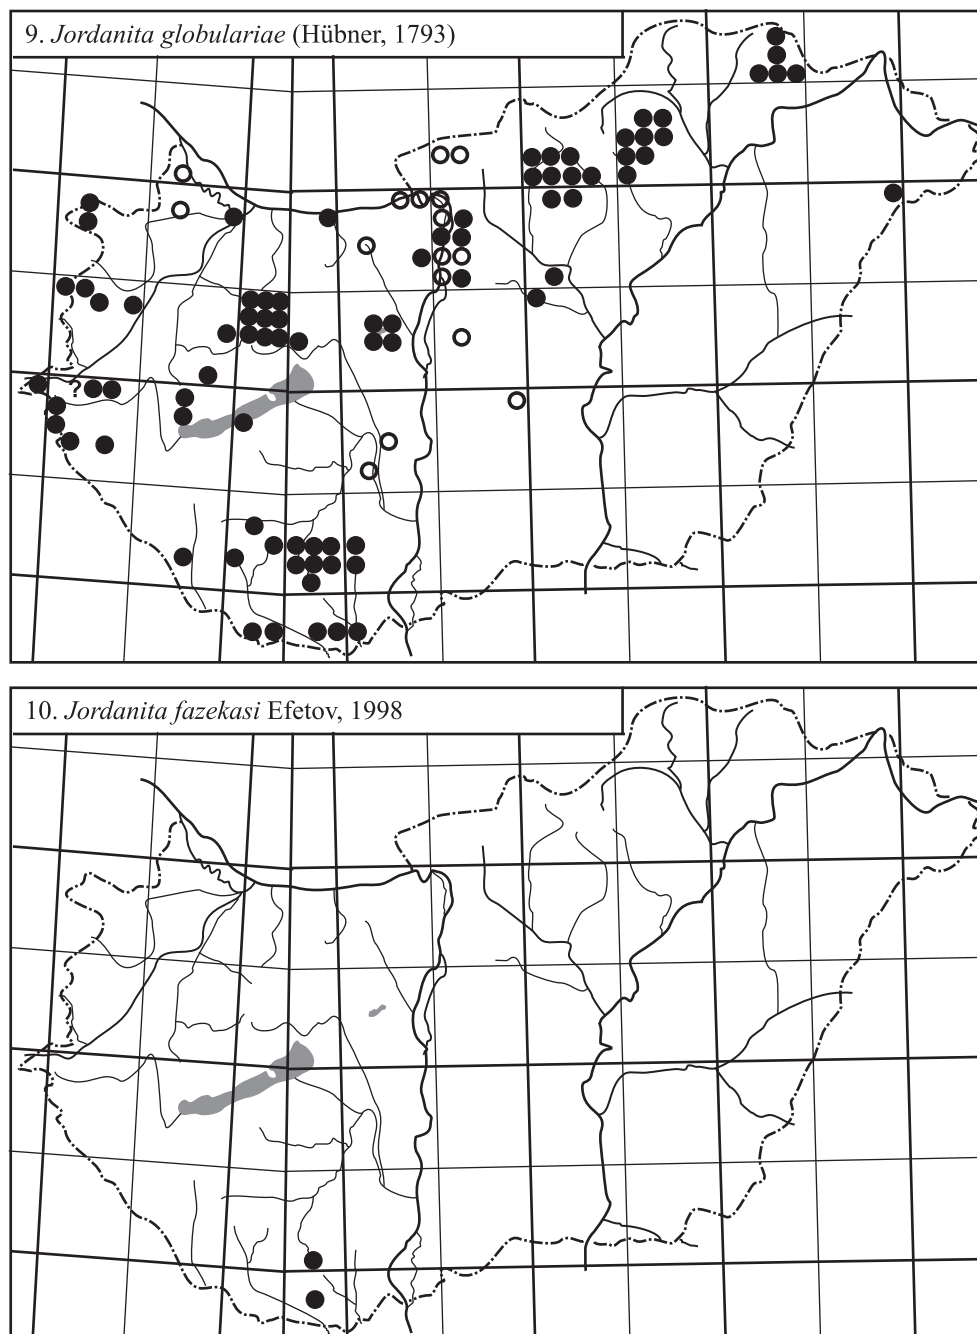 9. Jordanita globulariae (Hübner, 1793)
?
10. Jordanita fazekasi Efetov, 1998